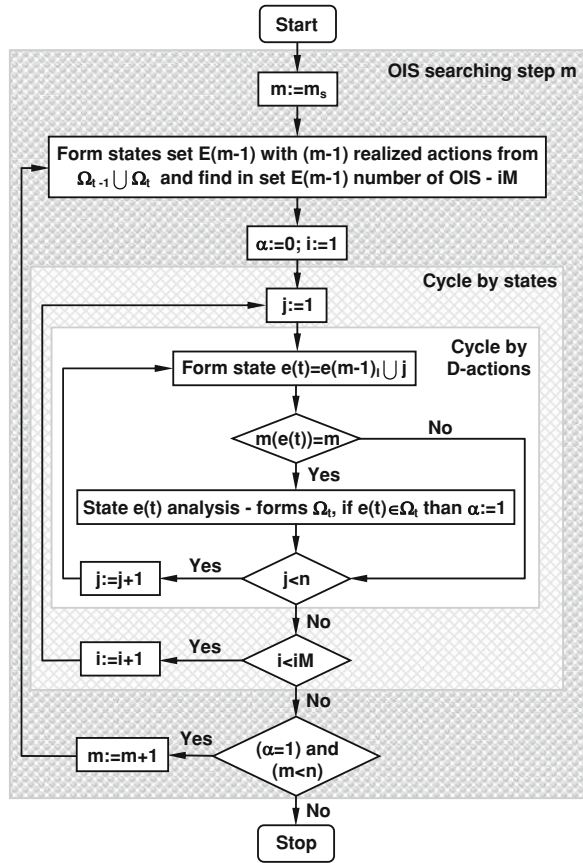 Start
OIS searching step m
m:=mₛ
Form states set E(m-1) with (m-1) realized actions from
Ωₜ₋₁ ⋃ Ωₜ and find in set E(m-1) number of OIS - iM
α:=0; i:=1
Cycle by states
j:=1
Cycle by
D-actions
Form state e(t)=e(m-1)ₗ ⋃ j
m(e(t))=m
No
Yes
State e(t) analysis - forms Ωₜ, if e(t)∈Ωₜ than α:=1
j:=j+1
Yes
j<n
No
i:=i+1
Yes
i<iM
No
m:=m+1
Yes
(α=1) and
(m<n)
No
Stop